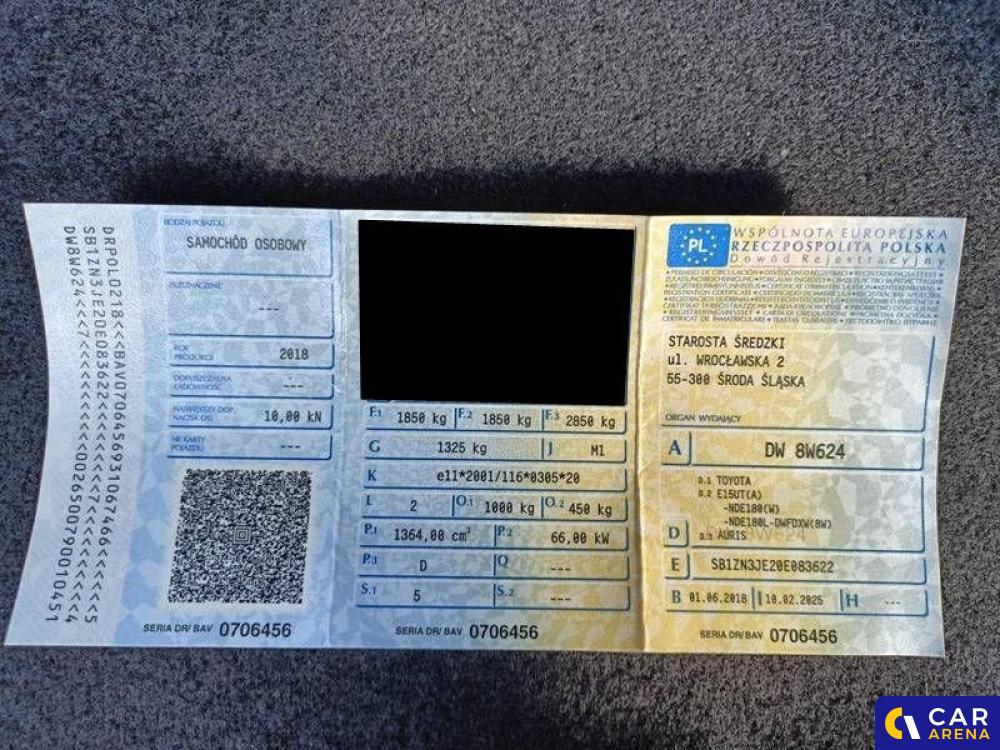 DRPOLO218<<BAV0706456931067466<<<<<<<<<5
SB1ZN3JE20E083622<<<<<<<<<<<7<<<<<<<<<<4
DW8W624<<7<<<<<<<<<<<<<0026500790010451
RODZAJ POJAZDU
SAMOCHÓD OSOBOWY
PRZEZNACZENIE
---
ROK PRODUKCJI
2018
DOPUSZCZALNA ŁADOWNOŚĆ
---
NAJWIĘKSZY DOP. NACISK OSI
10,00 kN
NR KARTY POJAZDU
---
SERIA DR/ BAV 0706456
F.1 1850 kg F.2 1850 kg F.3 2850 kg
G 1325 kg J M1
K e11*2001/116*0305*20
L 2 O.1 1000 kg O.2 450 kg
P.1 1364,00 cm³ P.2 66,00 kW
P.3 D Q ---
S.1 5 S.2 ---
SERIA DR/ BAV 0706456
PL
WSPÓLNOTA EUROPEJSKA
RZECZPOSPOLITA POLSKA
Dowód Rejestracyjny
STAROSTA ŚREDZKI
ul. WROCŁAWSKA 2
55-300 ŚRODA ŚLĄSKA
ORGAN WYDAJĄCY
A DW 8W624
D.1 TOYOTA
D.2 E15UT(A)
-NDE180(W)
-NDE180L-DWFDXW(8W)
D D.3 AURIS
E SB1ZN3JE20E083622
B 01.06.2018 I 10.02.2025 H ---
SERIA DR/ BAV 0706456
CAR
ARENA